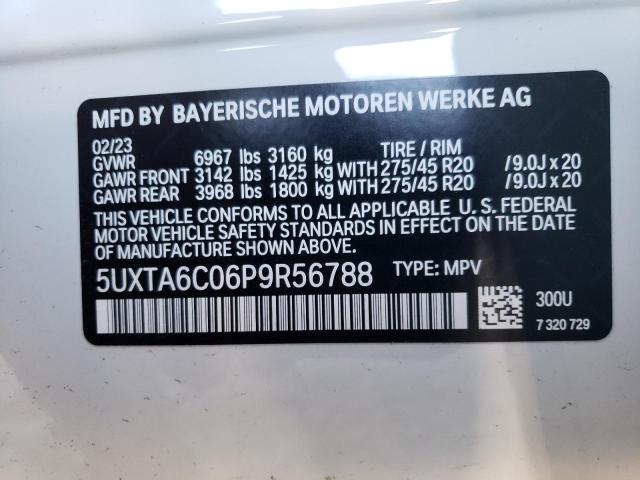 MFD BY BAYERISCHE MOTOREN WERKE AG
02/23
GVWR 6967 lbs 3160 kg TIRE / RIM
GAWR FRONT 3142 lbs 1425 kg WITH 275/45 R20 /9.0J x 20
GAWR REAR 3968 lbs 1800 kg WITH 275/45 R20 /9.0J x 20
THIS VEHICLE CONFORMS TO ALL APPLICABLE U. S. FEDERAL
MOTOR VEHICLE SAFETY STANDARDS IN EFFECT ON THE DATE
OF MANUFACTURE SHOWN ABOVE.
5UXTA6C06P9R56788 TYPE: MPV
300U
7 320 729